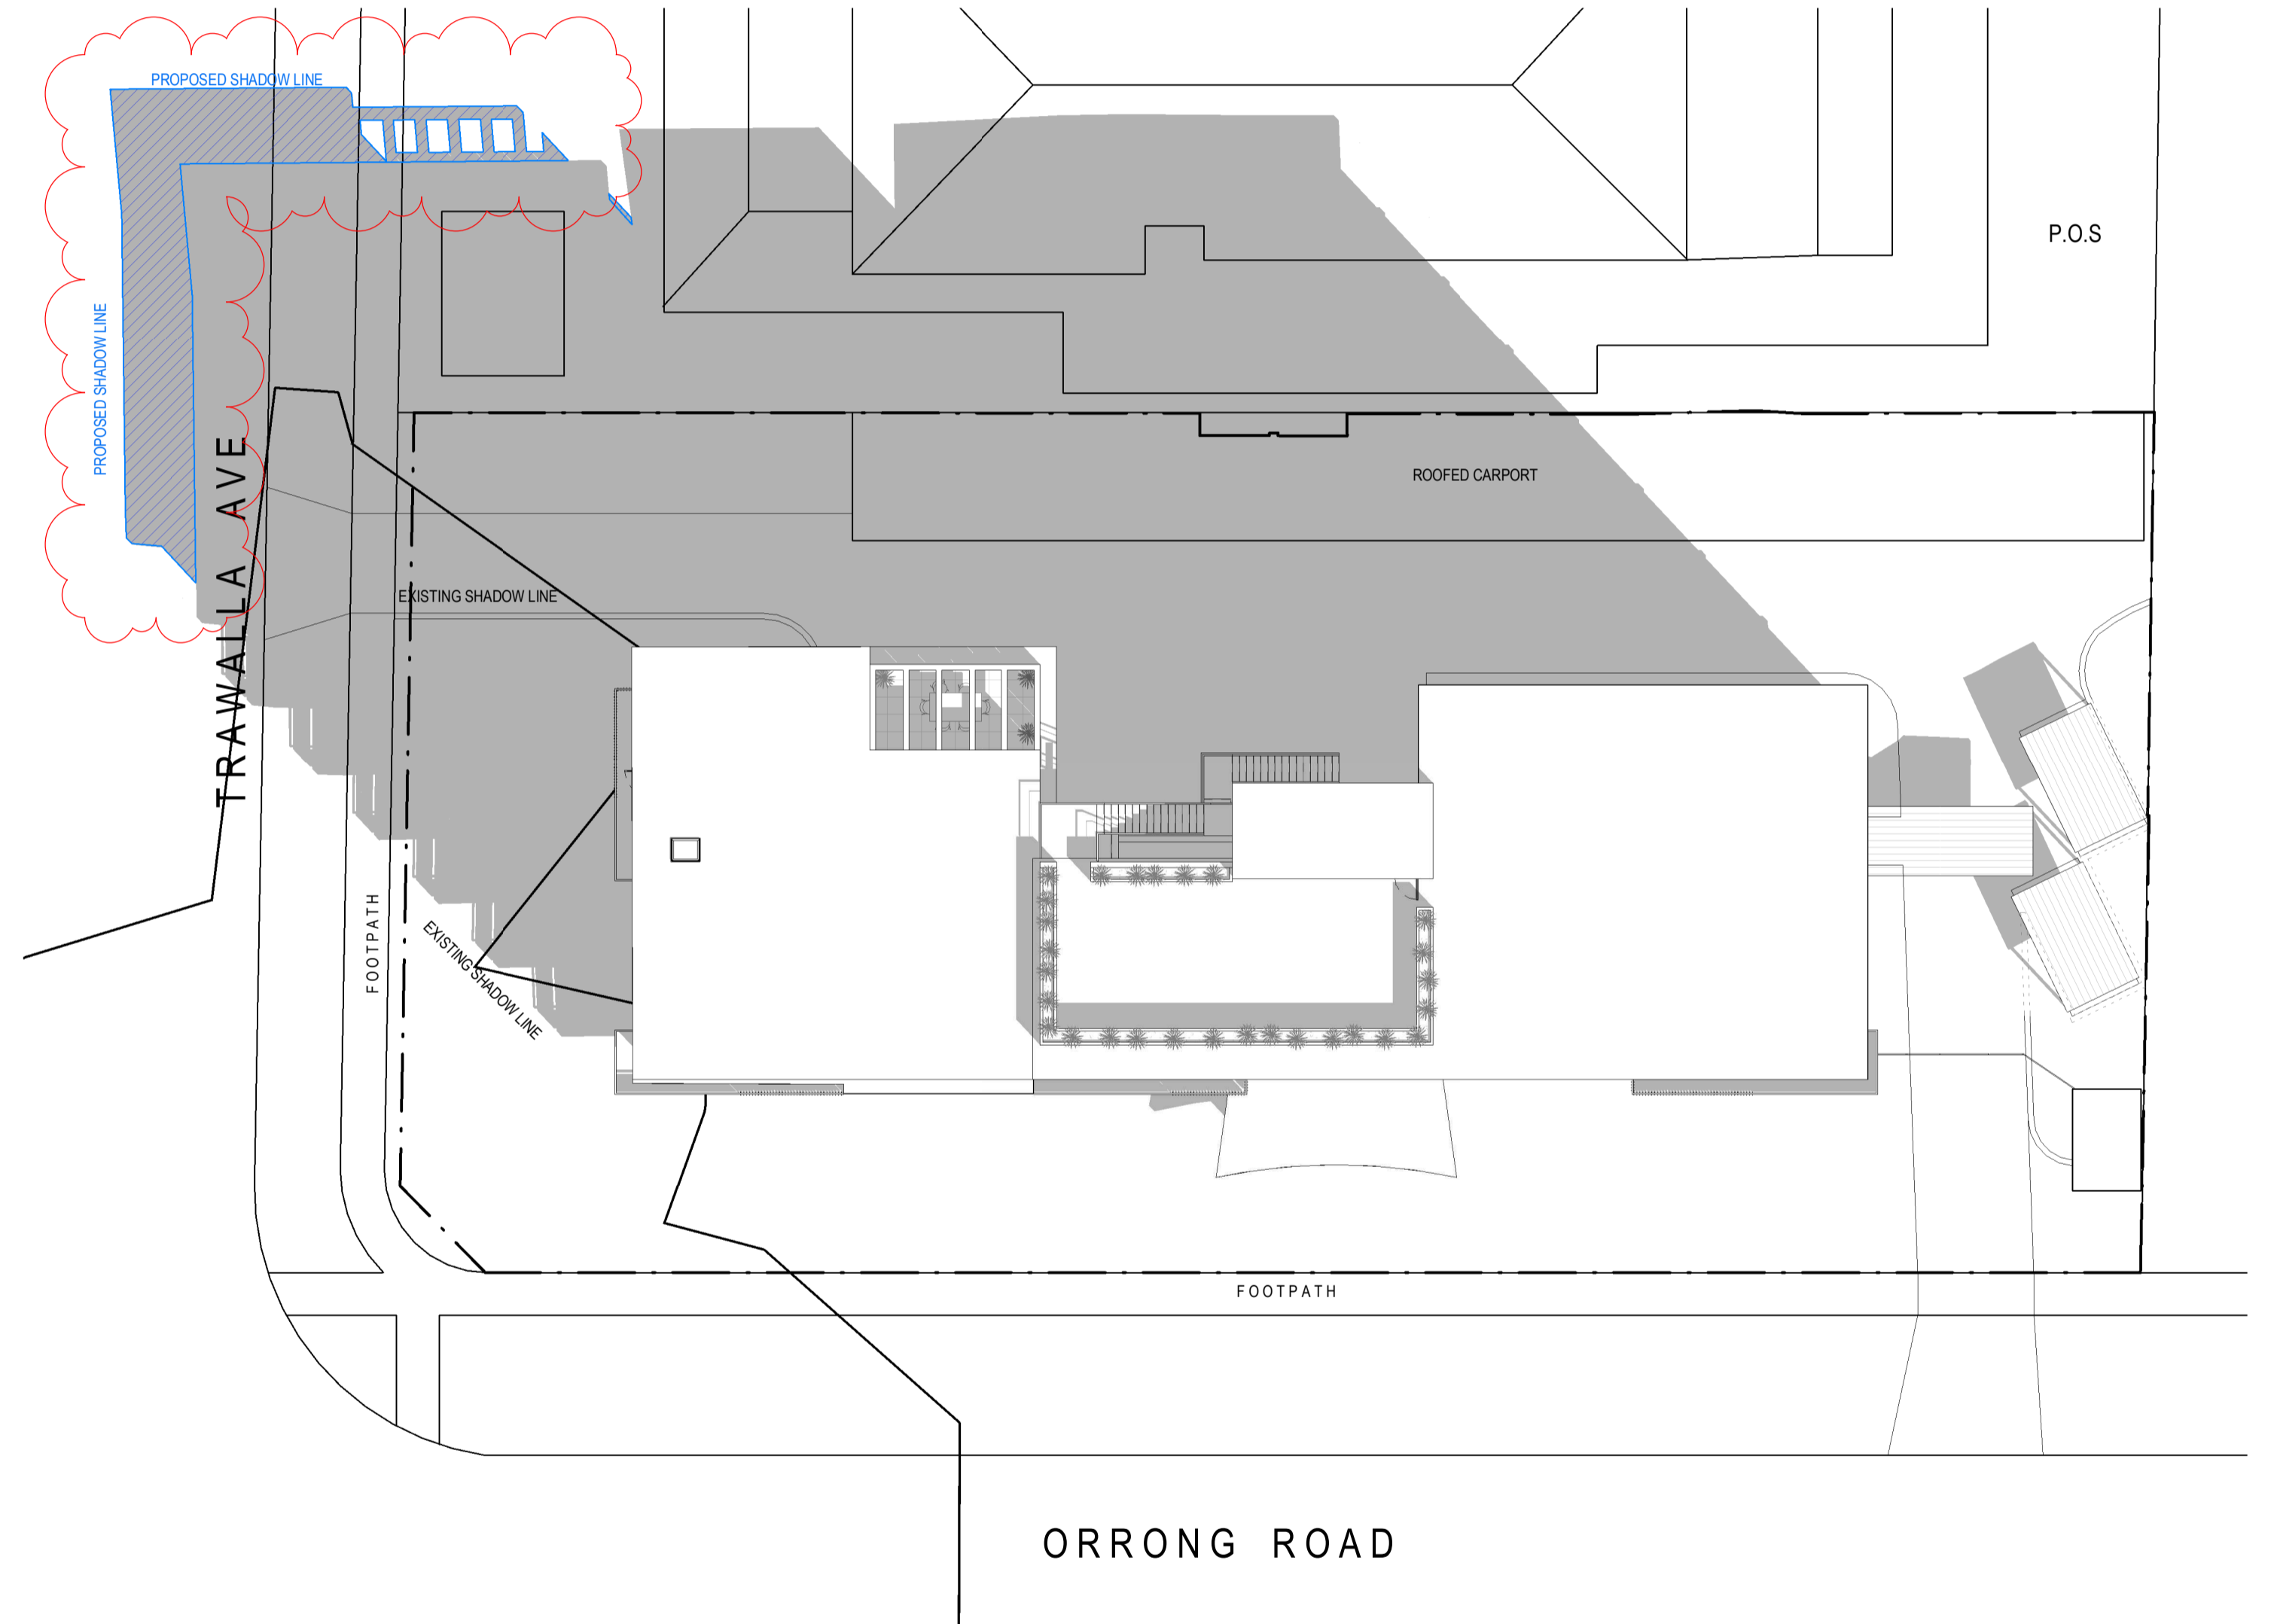 PROPOSED SHADOW LINE
P.O.S
PROPOSED SHADOW LINE
TRAWALLA AVE
ROOFED CARPORT
EXISTING SHADOW LINE
FOOTPATH
EXISTING SHADOW LINE
FOOTPATH
ORRONG ROAD